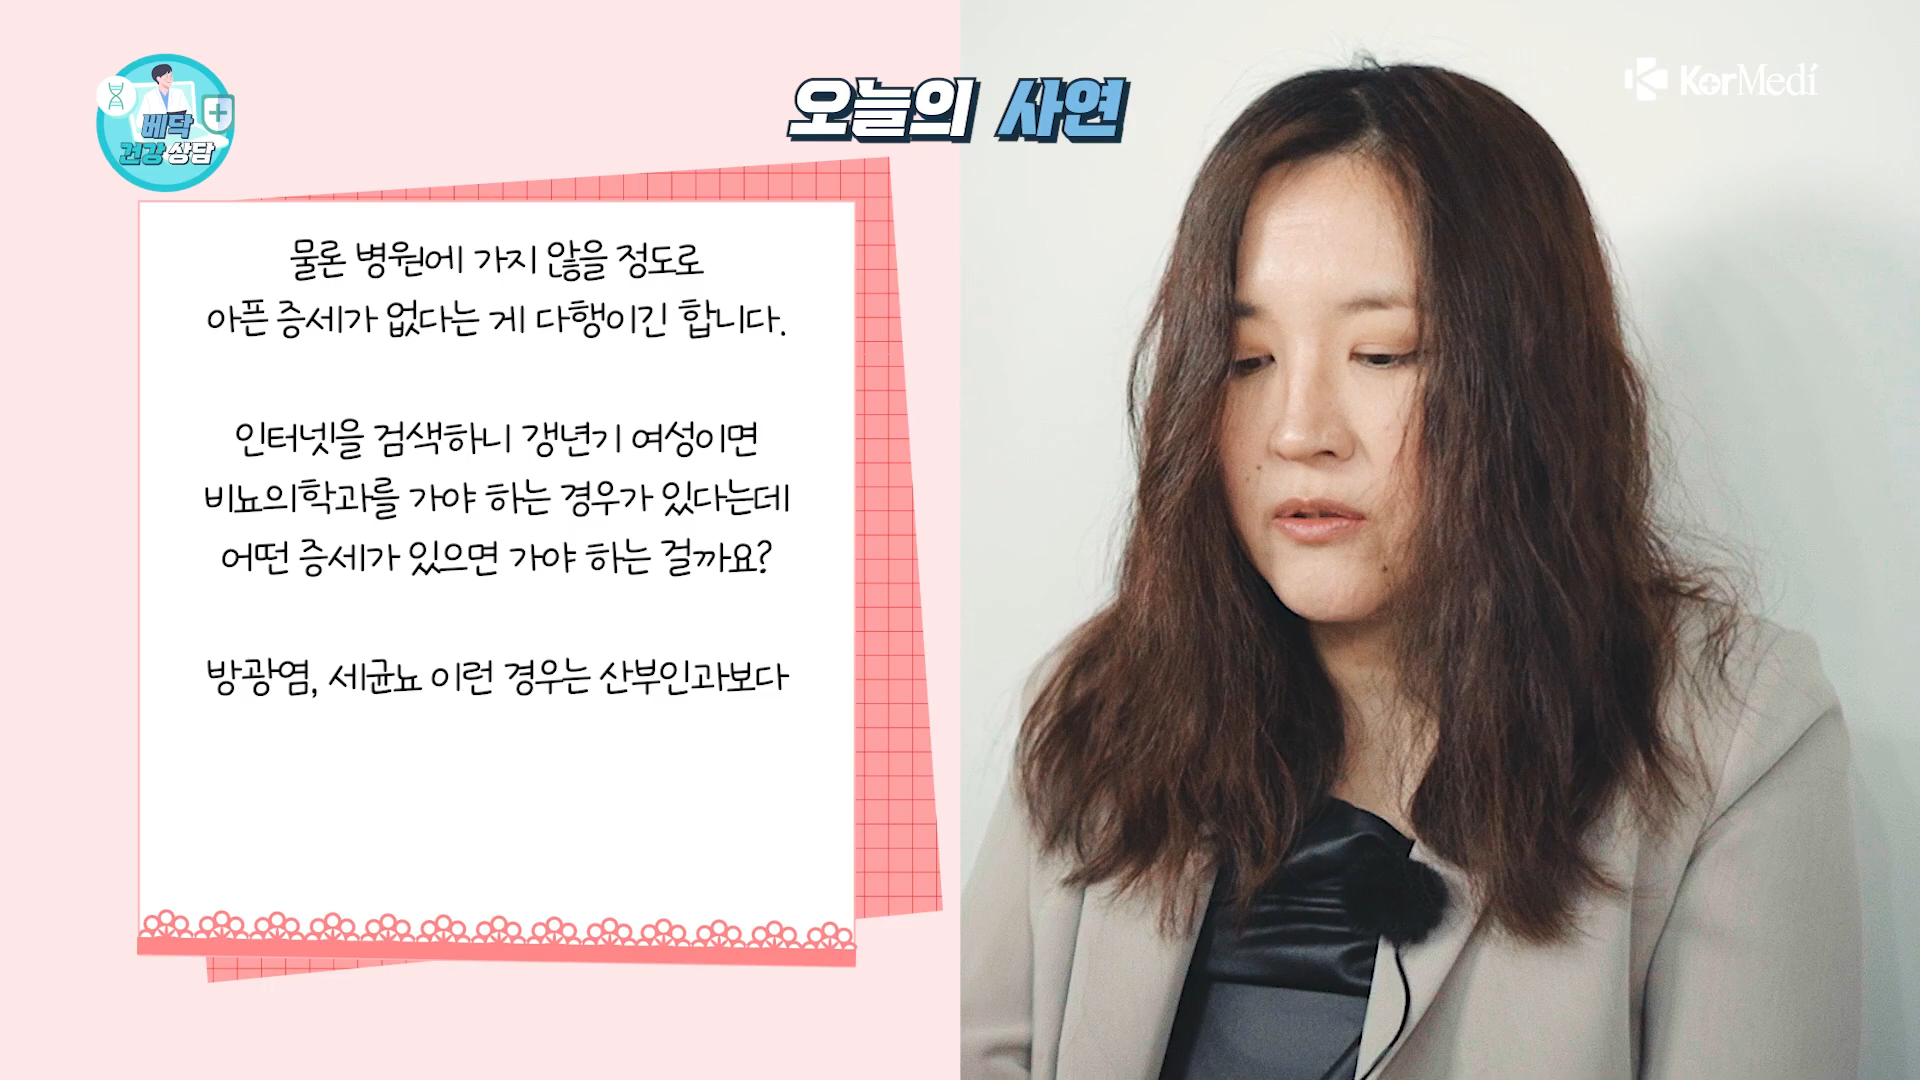 베닥
건강 상담
오늘의 사연
KorMedi
물론 병원에 가지 않을 정도로
아픈 증세가 없다는 게 다행이긴 합니다.
인터넷을 검색하니 갱년기 여성이면
비뇨의학과를 가야 하는 경우가 있다는데
어떤 증세가 있으면 가야 하는 걸까요?
방광염, 세균뇨 이런 경우는 산부인과보다